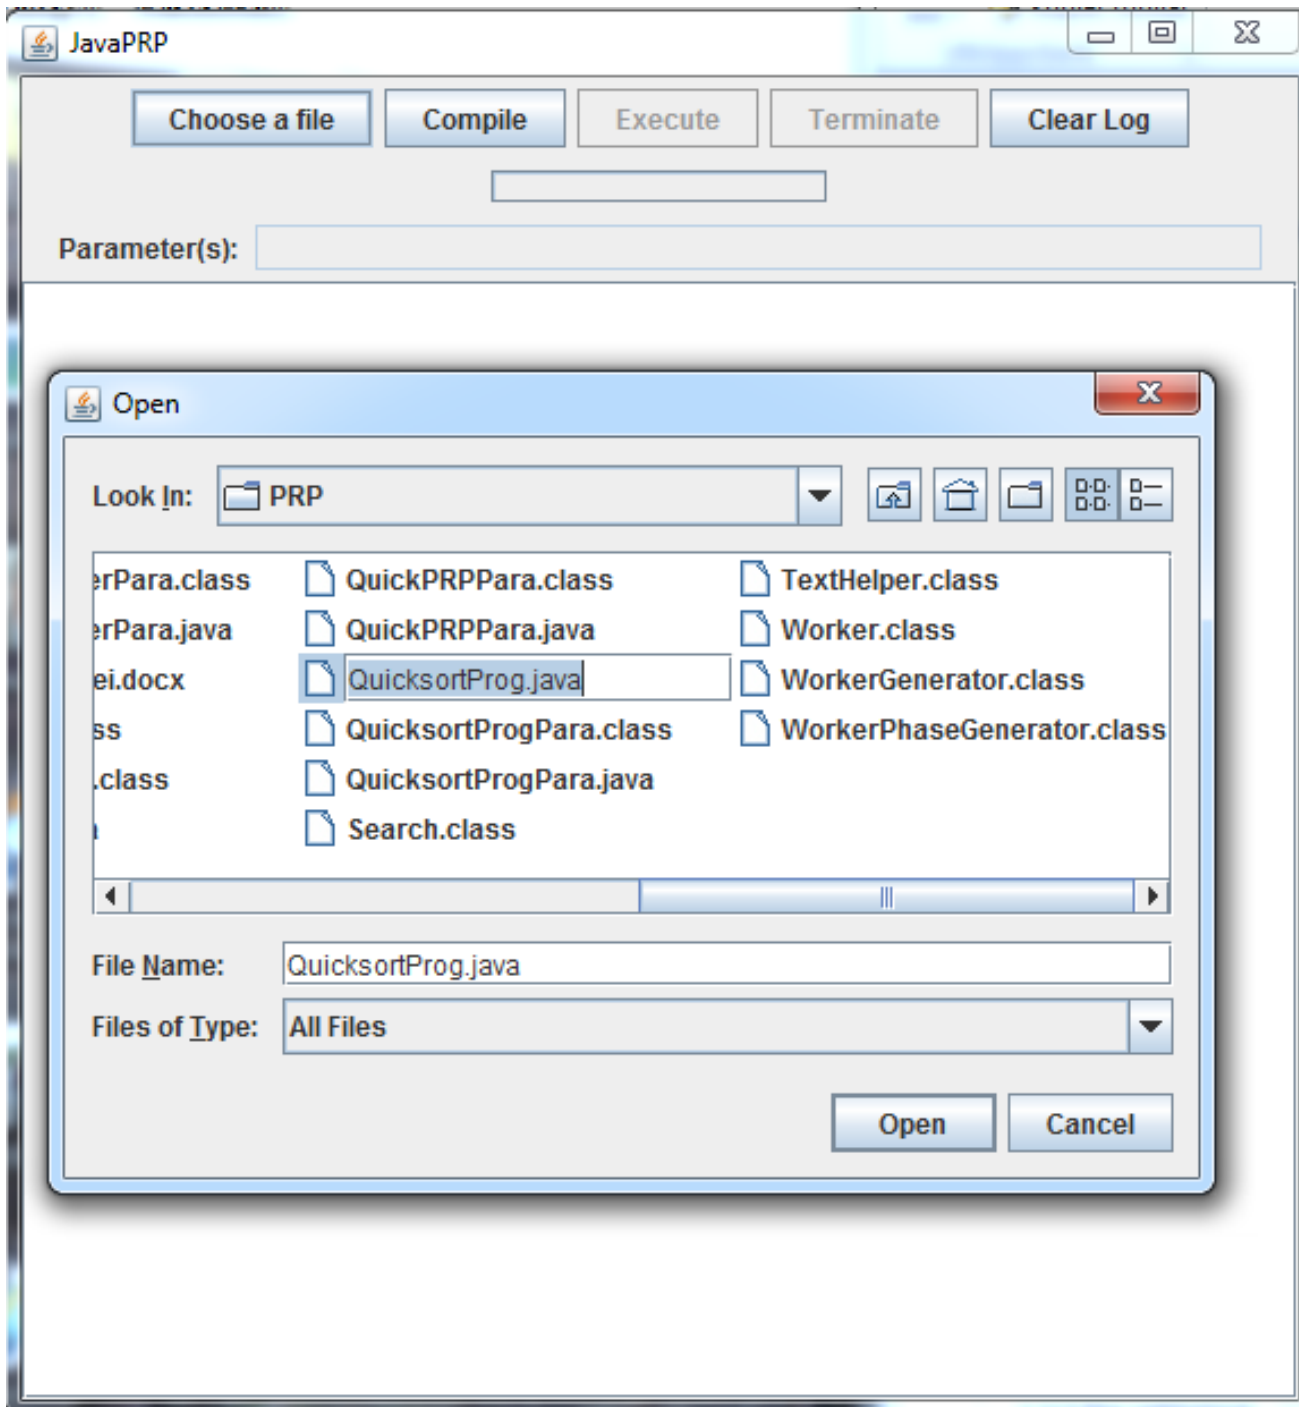 JavaPRP
Choose a file Compile Execute Terminate Clear Log
Parameter(s):
Open
Look In: PRP
erPara.class QuickPRPPara.class TextHelper.class
erPara.java QuickPRPPara.java Worker.class
ei.docx QuicksortProg.java WorkerGenerator.class
ss QuicksortProgPara.class WorkerPhaseGenerator.class
.class QuicksortProgPara.java
Search.class
File Name: QuicksortProg.java
Files of Type: All Files
Open Cancel